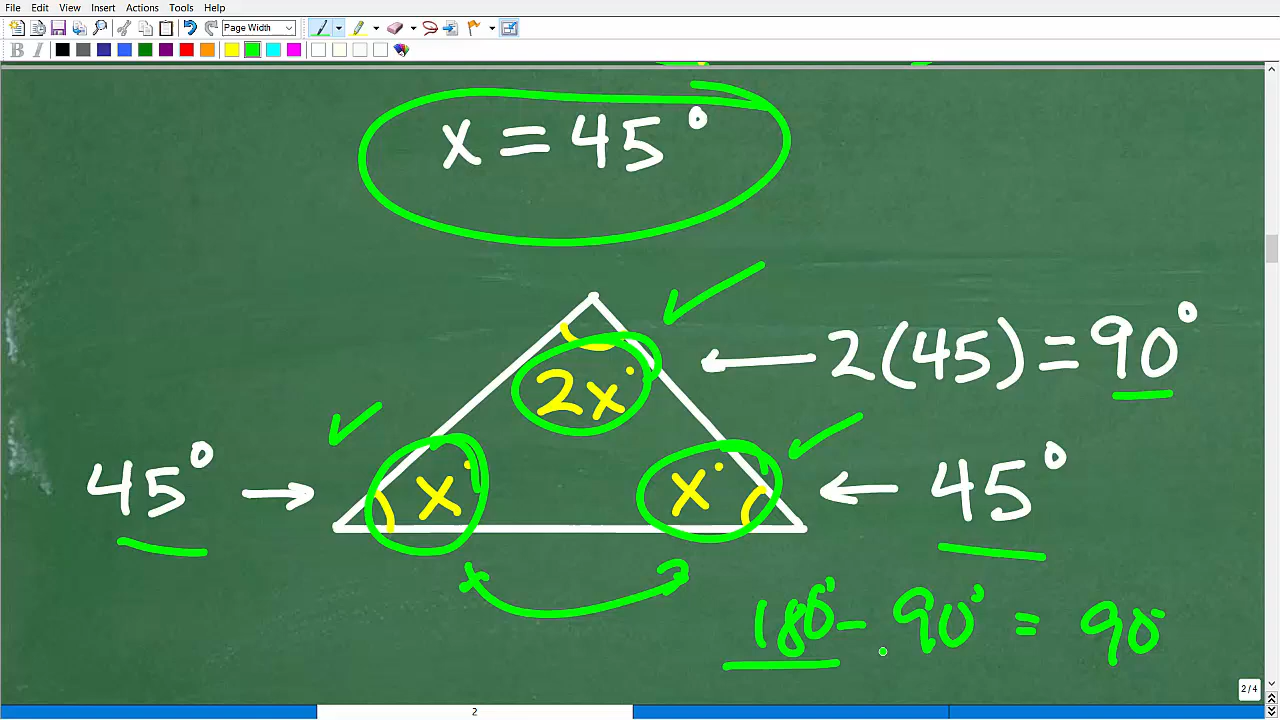 File Edit View Insert Actions Tools Help
Page Width
B I
x = 45°
2x°
2(45) = 90°
45°
x°
x°
45°
180° - 90° = 90°
2/4
2